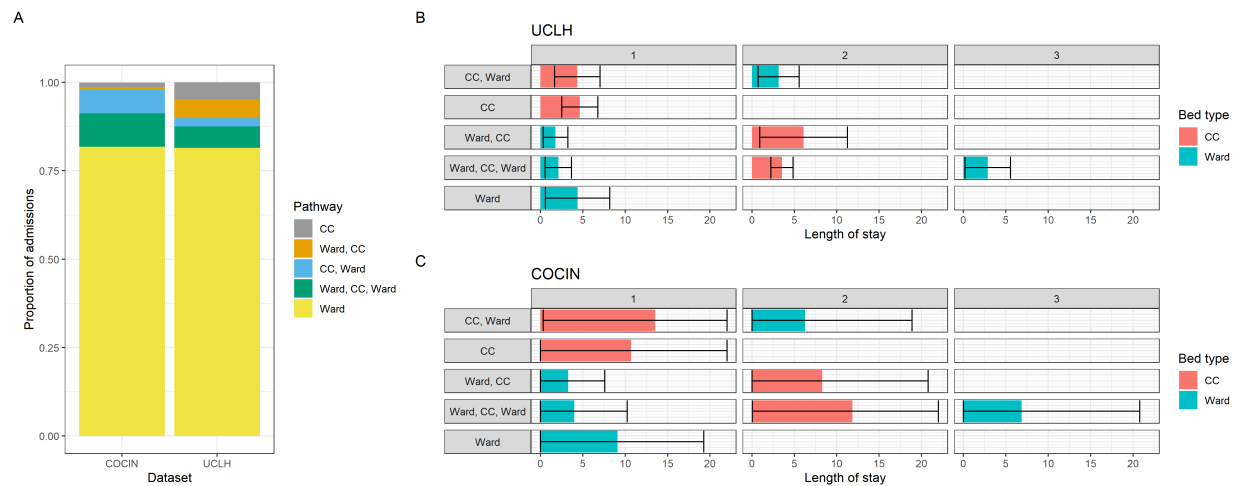 A
1.00
0.75
0.50
0.25
0.00
Proportion of admissions
COCIN
UCLH
Dataset
Pathway
CC
Ward, CC
CC, Ward
Ward, CC, Ward
Ward
B
UCLH
1
2
3
CC, Ward
CC
Ward, CC
Ward, CC, Ward
Ward
0 5 10 15 20
0 5 10 15 20
0 5 10 15 20
Length of stay
Bed type
CC
Ward
C
COCIN
1
2
3
CC, Ward
CC
Ward, CC
Ward, CC, Ward
Ward
0 5 10 15 20
0 5 10 15 20
0 5 10 15 20
Length of stay
Bed type
CC
Ward